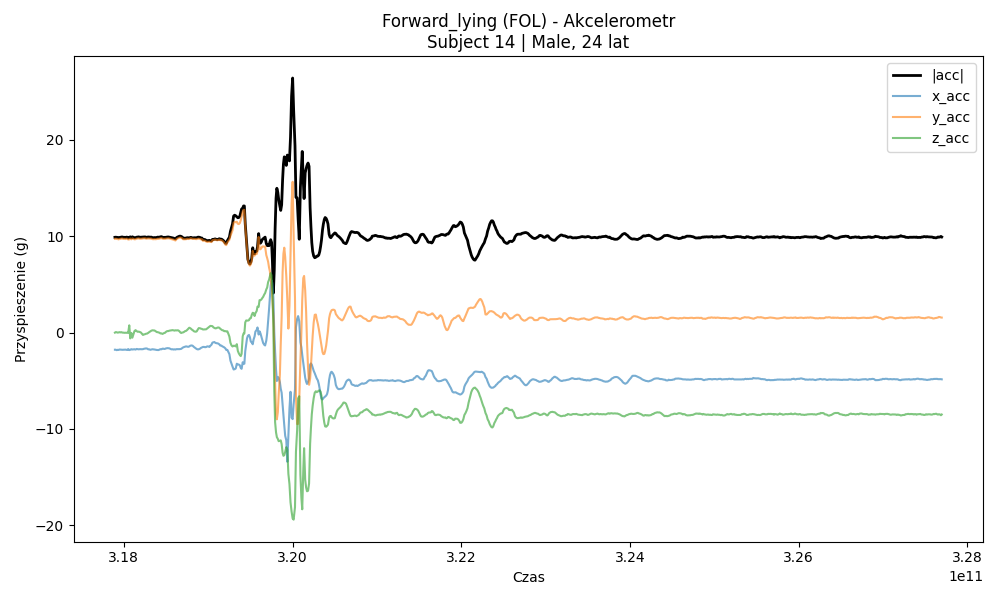 Forward_lying (FOL) - Akcelerometr
Subject 14 | Male, 24 lat
|acc|
x_acc
y_acc
z_acc
Przyspieszenie (g)
20
10
0
−10
−20
3.18
3.20
3.22
3.24
3.26
3.28
1e11
Czas